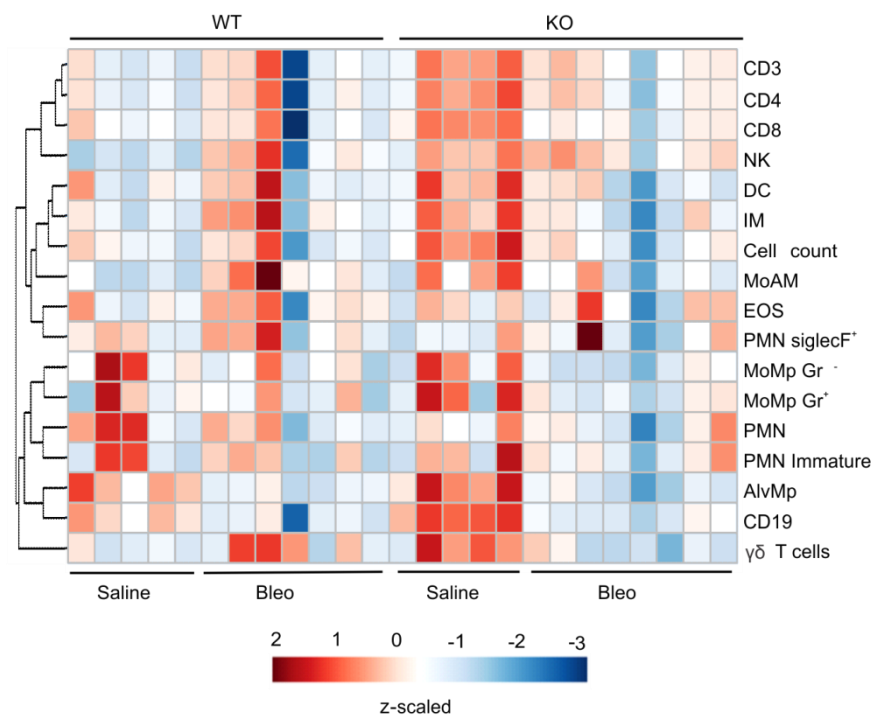 WT KO
CD3
CD4
CD8
NK
DC
IM
Cell count
MoAM
EOS
PMN siglecF⁺
MoMp Gr ⁻
MoMp Gr⁺
PMN
PMN Immature
AlvMp
CD19
γδ T cells
Saline Bleo Saline Bleo
2 1 0 -1 -2 -3
z-scaled